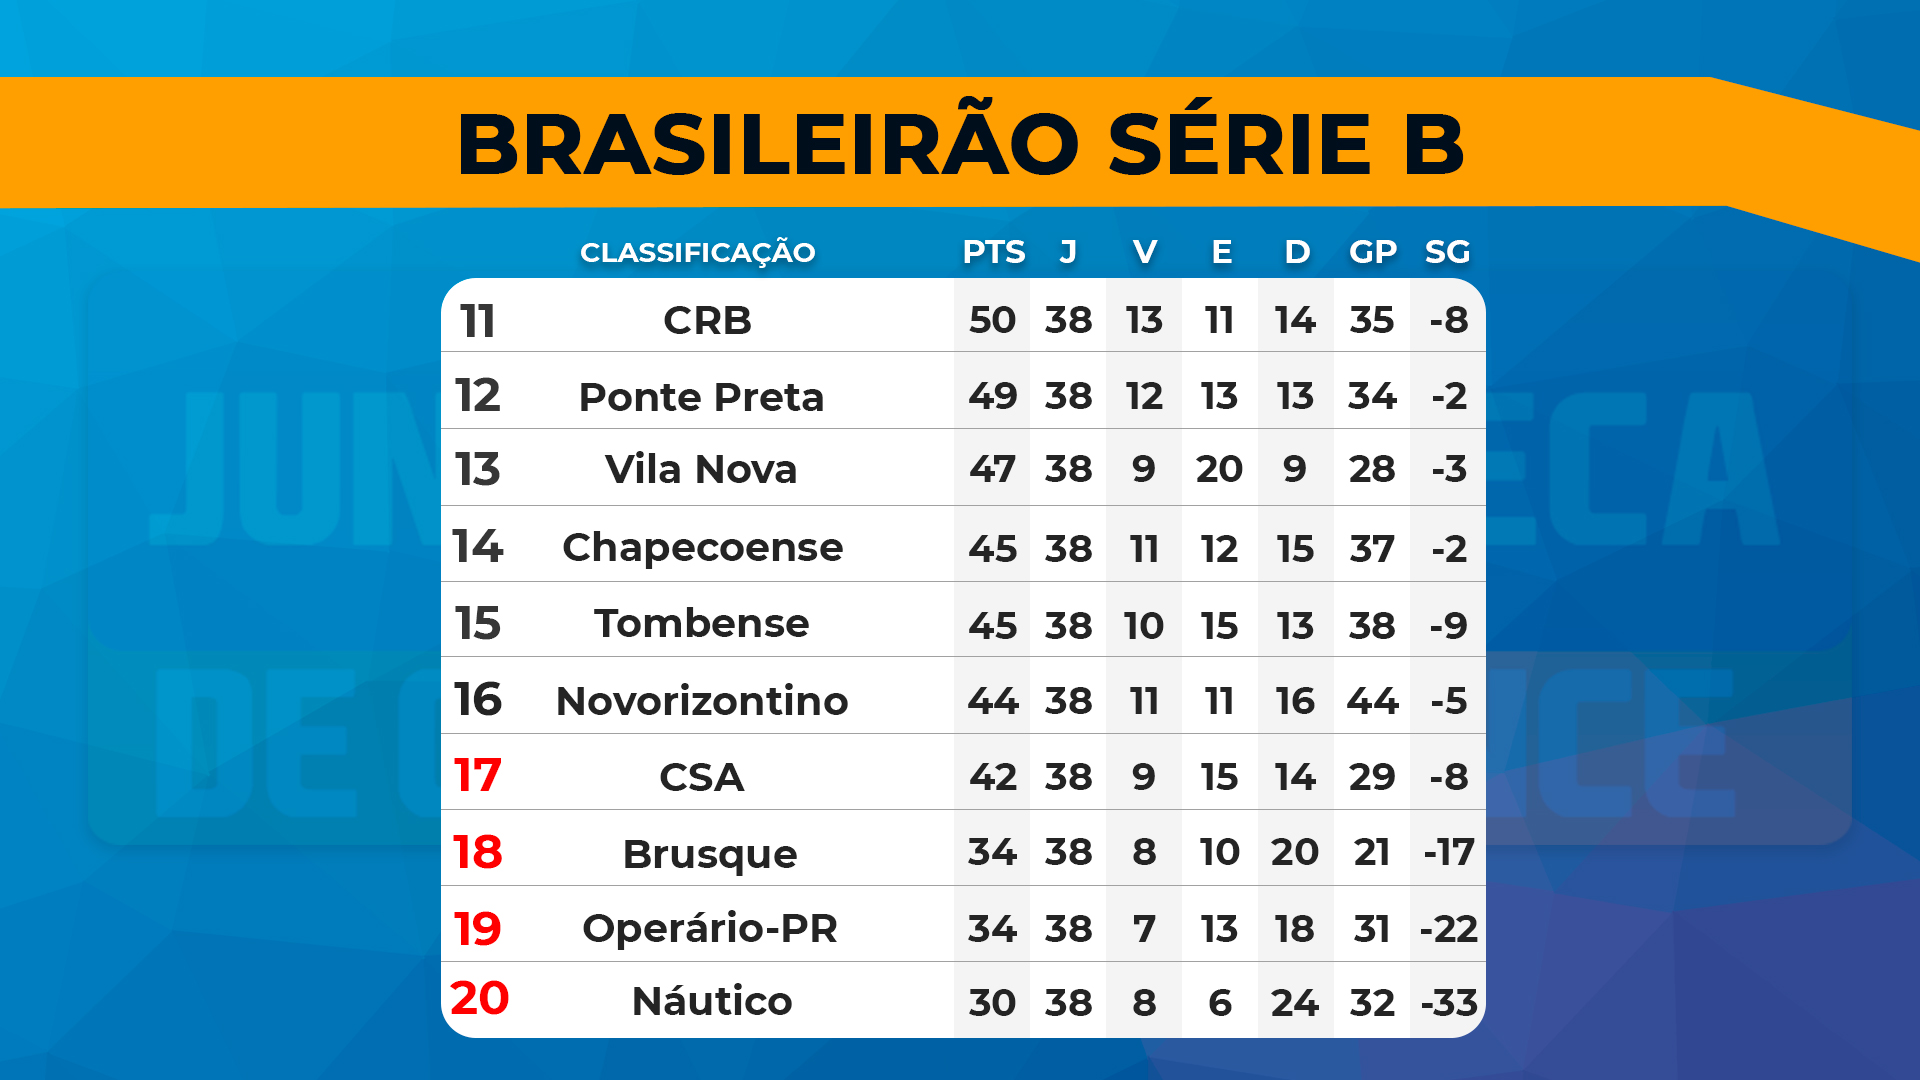 BRASILEIRÃO SÉRIE B
CLASSIFICAÇÃO PTS J V E D GP SG
11 CRB 50 38 13 11 14 35 -8
12 Ponte Preta 49 38 12 13 13 34 -2
13 Vila Nova 47 38 9 20 9 28 -3
14 Chapecoense 45 38 11 12 15 37 -2
15 Tombense 45 38 10 15 13 38 -9
16 Novorizontino 44 38 11 11 16 44 -5
17 CSA 42 38 9 15 14 29 -8
18 Brusque 34 38 8 10 20 21 -17
19 Operário-PR 34 38 7 13 18 31 -22
20 Náutico 30 38 8 6 24 32 -33